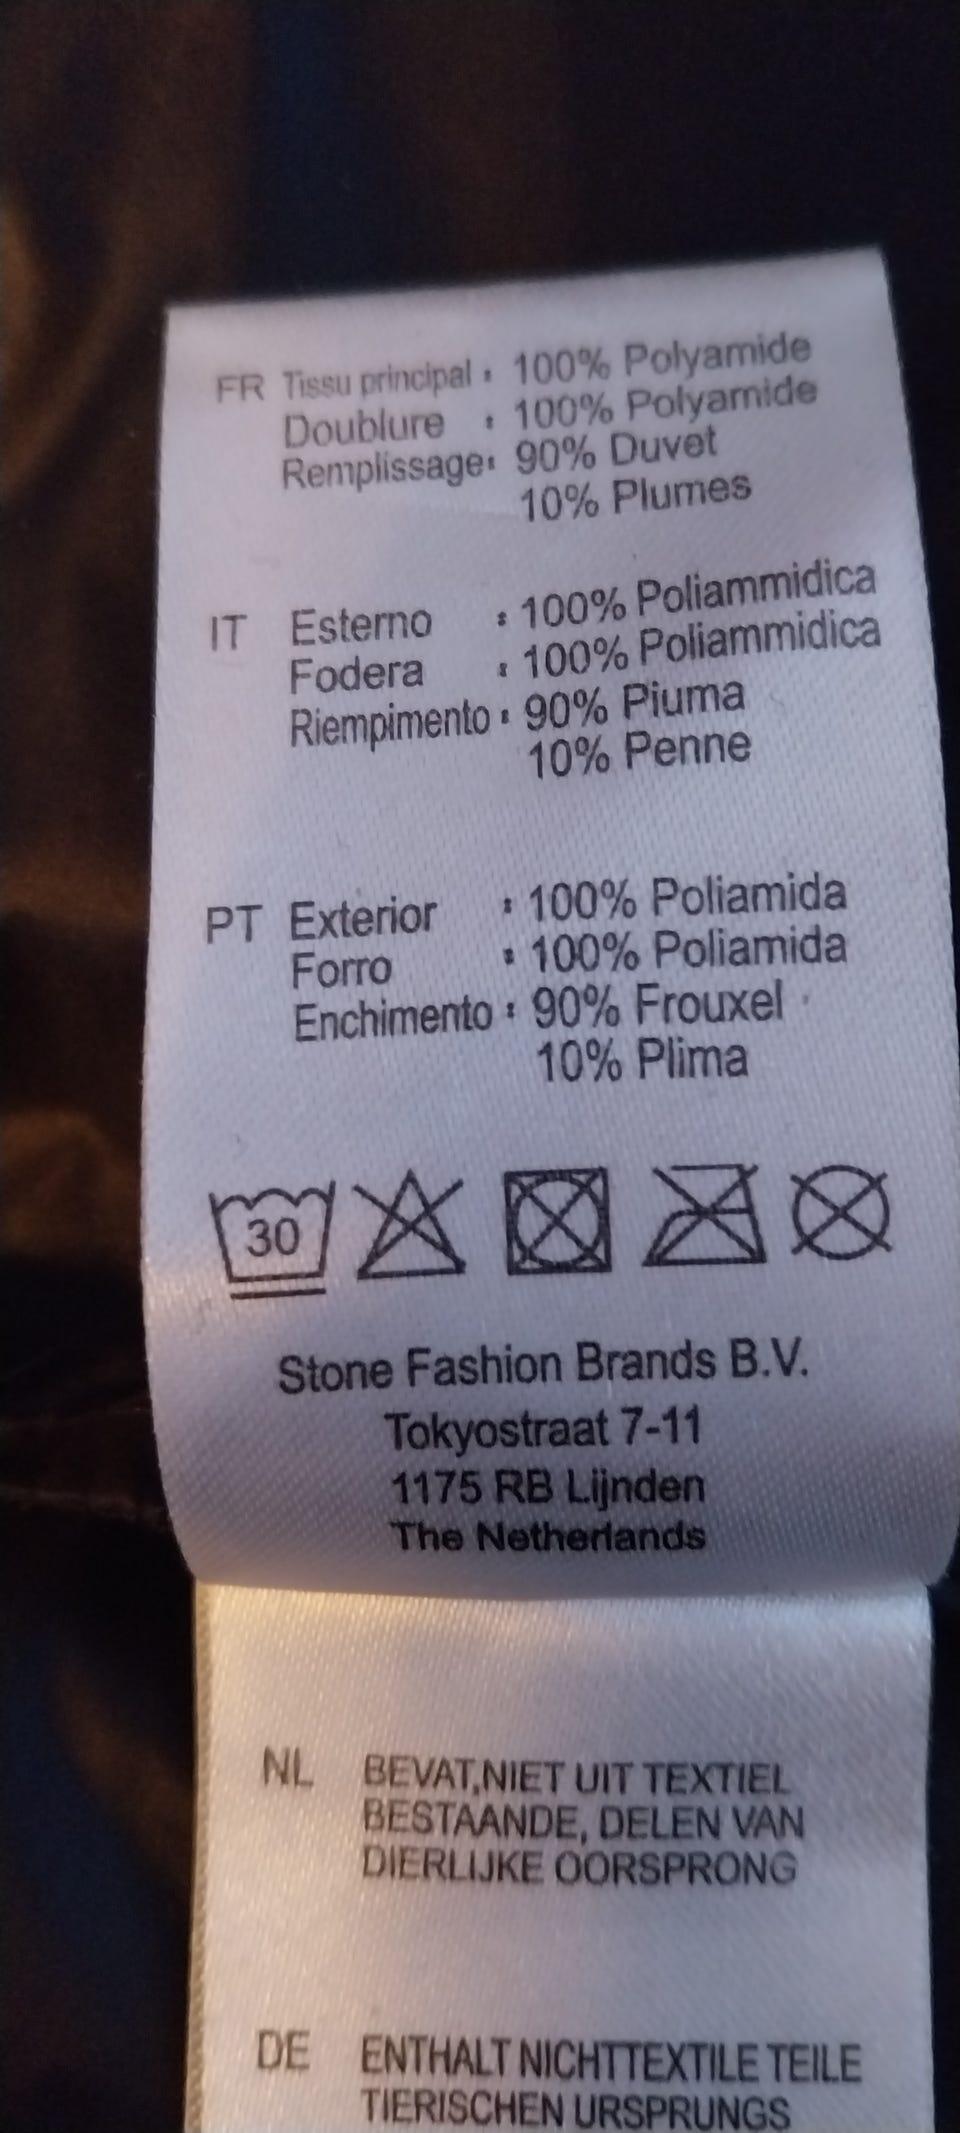 FR Tissu principal : 100% Polyamide
Doublure : 100% Polyamide
Remplissage: 90% Duvet
10% Plumes
IT Esterno : 100% Poliammidica
Fodera : 100% Poliammidica
Riempimento : 90% Piuma
10% Penne
PT Exterior : 100% Poliamida
Forro : 100% Poliamida
Enchimento : 90% Frouxel
10% Plima
30
Stone Fashion Brands B.V.
Tokyostraat 7-11
1175 RB Lijnden
The Netherlands
NL BEVAT,NIET UIT TEXTIEL
BESTAANDE, DELEN VAN
DIERLIJKE OORSPRONG
DE ENTHALT NICHTTEXTILE TEILE
TIERISCHEN URSPRUNGS